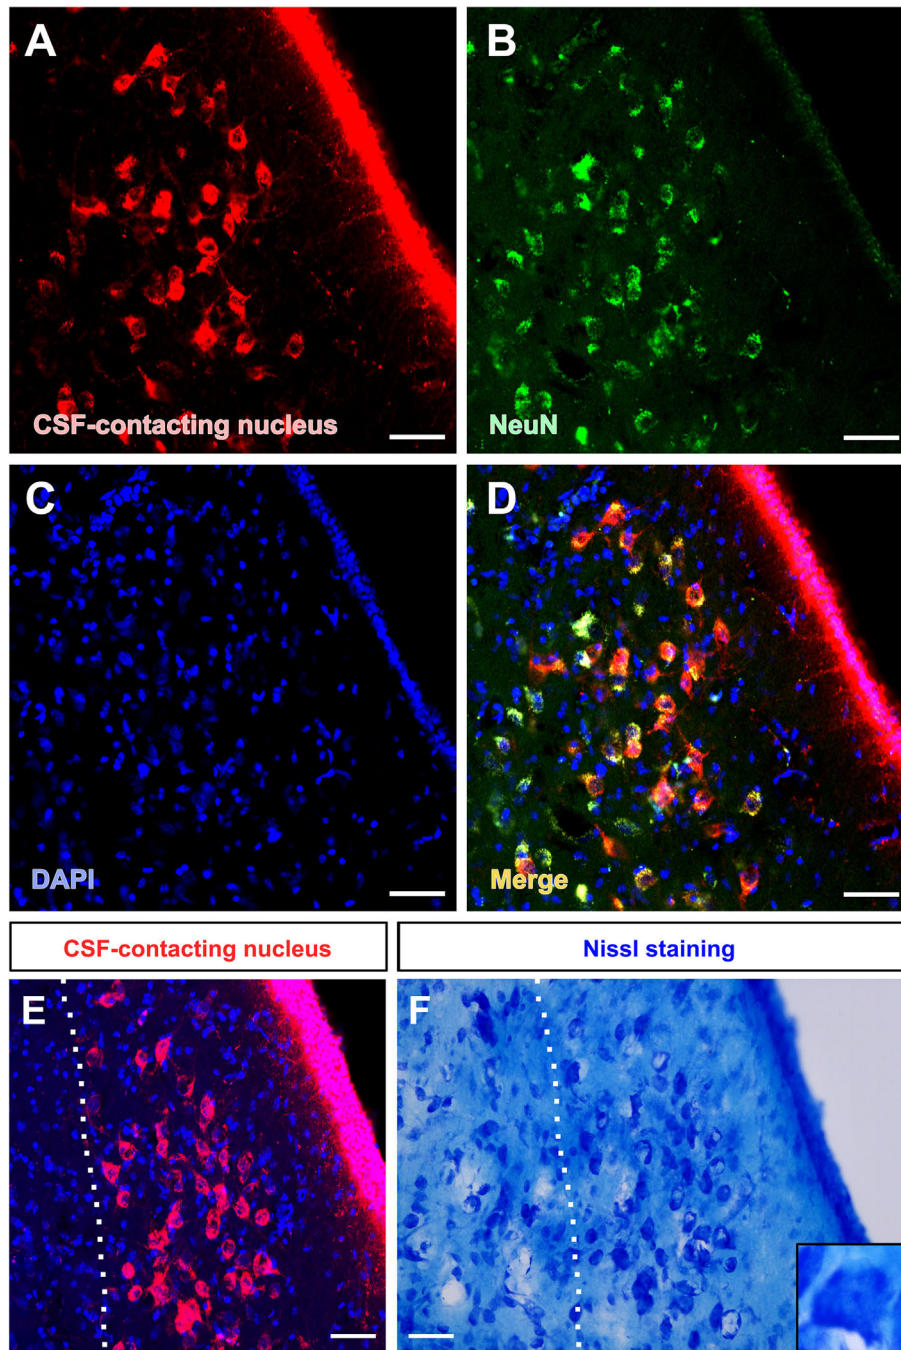 A
CSF-contacting nucleus
B
NeuN
C
DAPI
D
Merge
CSF-contacting nucleus
Nissl staining
E
F